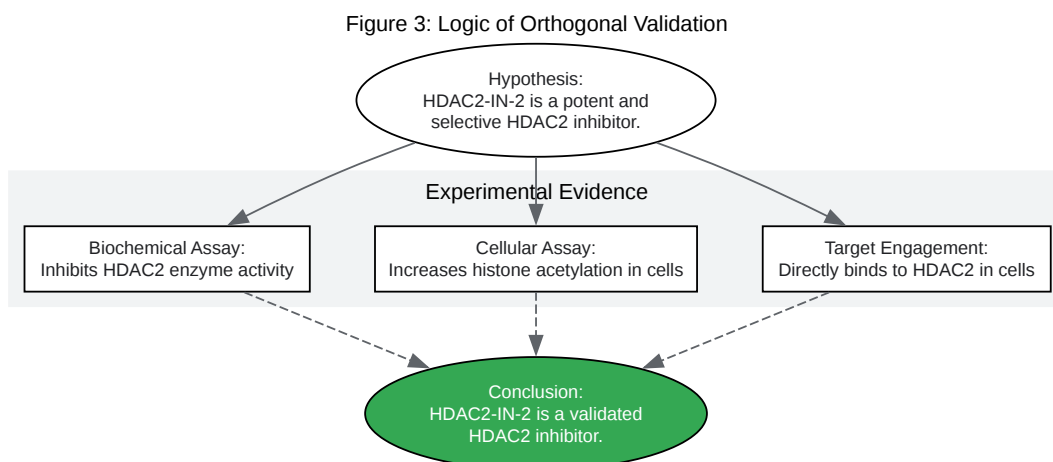 Figure 3: Logic of Orthogonal Validation
Hypothesis:
HDAC2-IN-2 is a potent and
selective HDAC2 inhibitor.
Experimental Evidence
Biochemical Assay:
Inhibits HDAC2 enzyme activity
Cellular Assay:
Increases histone acetylation in cells
Target Engagement:
Directly binds to HDAC2 in cells
Conclusion:
HDAC2-IN-2 is a validated
HDAC2 inhibitor.